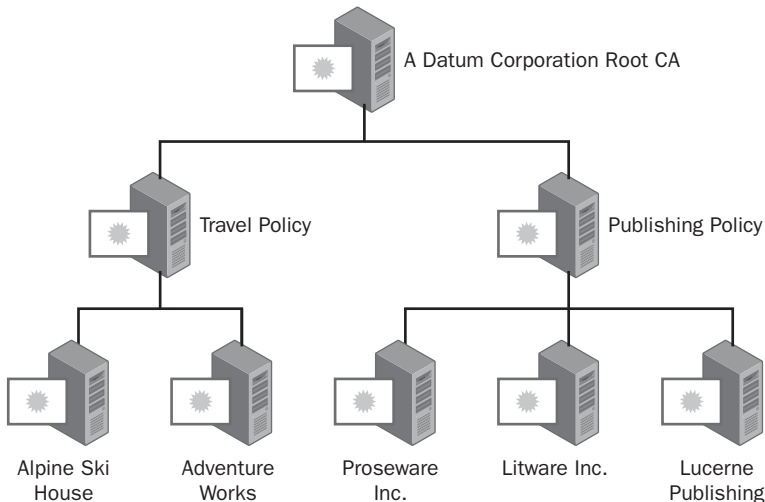 A Datum Corporation Root CA
Travel Policy
Publishing Policy
Alpine Ski
House
Adventure
Works
Proseware
Inc.
Litware Inc.
Lucerne
Publishing